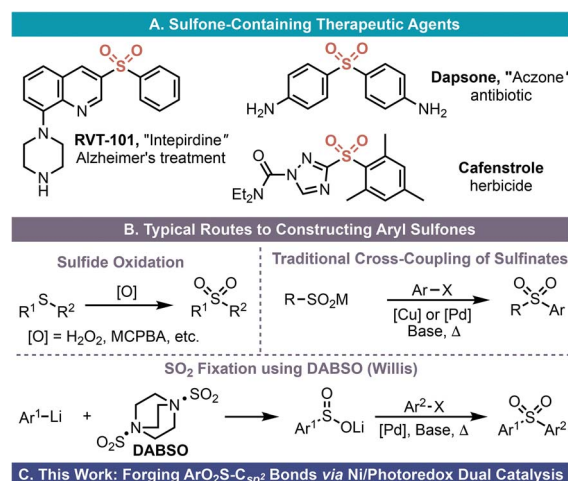 A. Sulfone-Containing Therapeutic Agents
O O
S
N
N
N
H
RVT-101, "Intepirdine"
Alzheimer's treatment
O O
S
H₂N
NH₂
Dapsone, "Aczone"
antibiotic
O
Et₂N
N
N
N
O O
S
Cafenstrole
herbicide
B. Typical Routes to Constructing Aryl Sulfones
Sulfide Oxidation
R¹ S R²
[O]
O O
R¹ S R²
[O] = H₂O₂, MCPBA, etc.
Traditional Cross-Coupling of Sulfinates
R–SO₂M
Ar–X
[Cu] or [Pd]
Base, Δ
O O
R S Ar
SO₂ Fixation using DABSO (Willis)
Ar¹–Li
+
N•SO₂
O₂S•N
DABSO
O
Ar¹ S OLi
Ar²–X
[Pd], Base, Δ
O O
Ar¹ S Ar²
C. This Work: Forging ArO₂S-Csp² Bonds via Ni/Photoredox Dual Catalysis